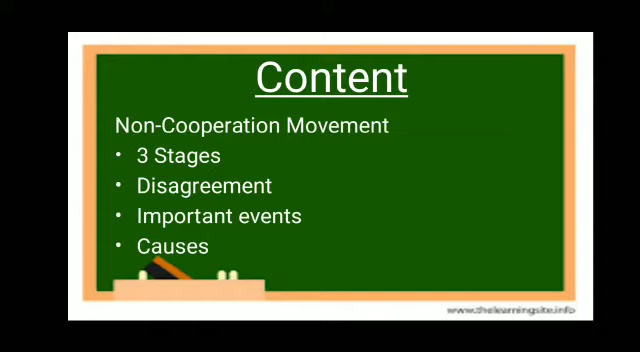 Content
Non-Cooperation Movement
• 3 Stages
• Disagreement
• Important events
• Causes
www.thelearningsite.info